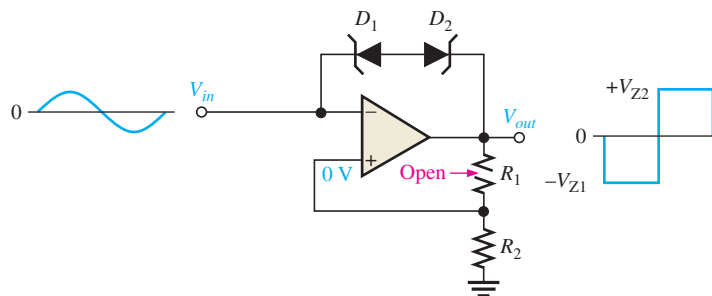 D1 D2
Vin
0
Vout
+VZ2
0
−VZ1
−
+
0 V
Open
R1
R2